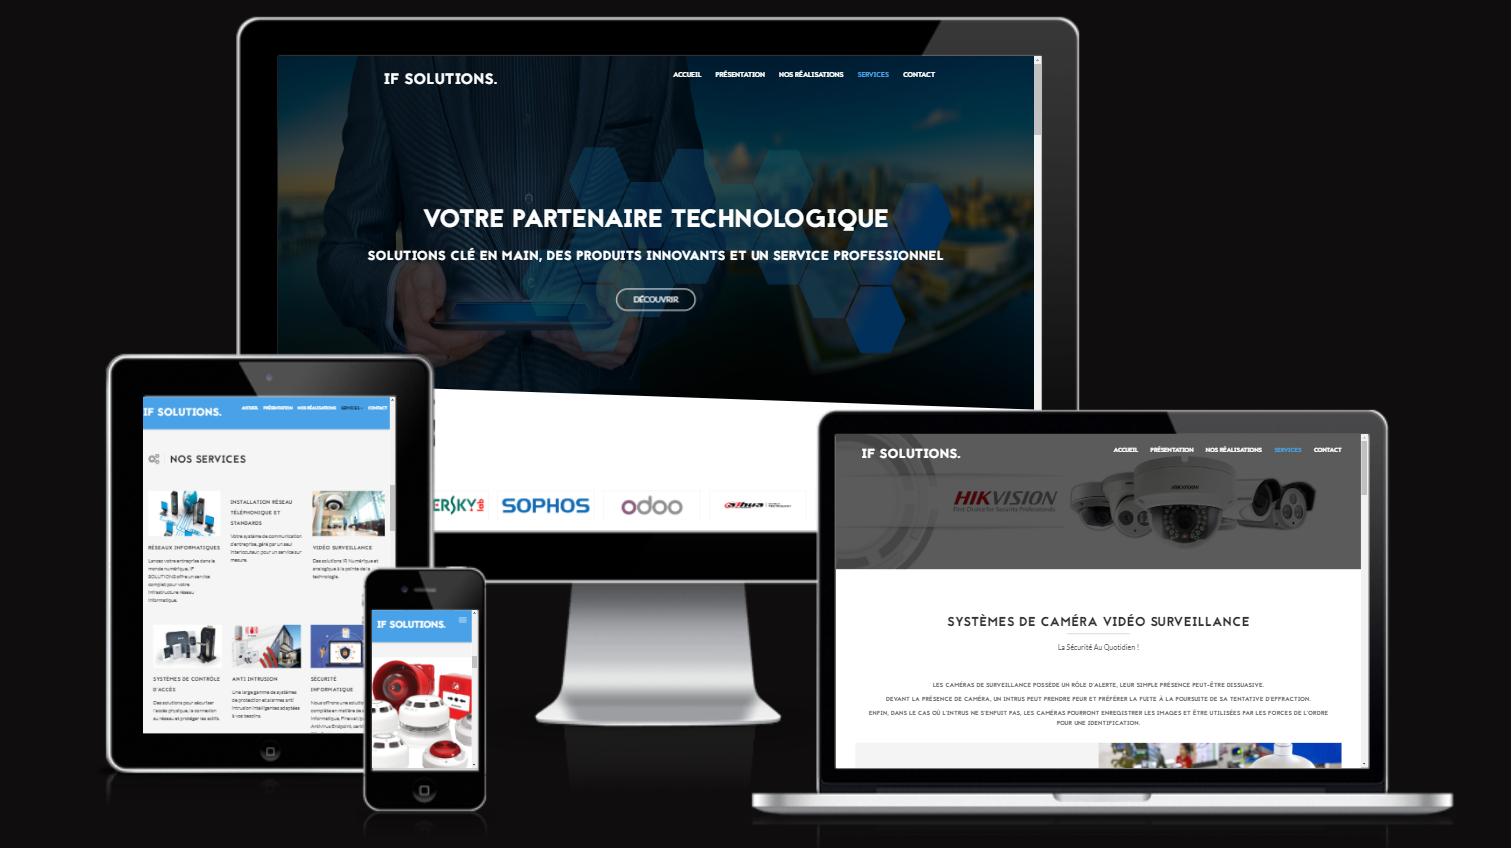 IF SOLUTIONS.
ACCUEIL PRÉSENTATION NOS RÉALISATIONS SERVICES CONTACT
VOTRE PARTENAIRE TECHNOLOGIQUE
SOLUTIONS CLÉ EN MAIN, DES PRODUITS INNOVANTS ET UN SERVICE PROFESSIONNEL
DÉCOUVRIR
ERSKY lab SOPHOS odoo alhua TECHNOLOGY
IF SOLUTIONS.
ACCUEIL PRÉSENTATION NOS RÉALISATIONS SERVICES CONTACT
NOS SERVICES
RÉSEAUX INFORMATIQUES
Lancez votre entreprise dans le
monde numérique. IF
SOLUTIONS offre un service
complet pour votre
infrastructure réseau
informatique.
INSTALLATION RÉSEAU
TÉLÉPHONIQUE ET
STANDARDS
Votre système de communication
d'entreprise, géré par un seul
interlocuteur, pour un service sur
mesure.
VIDÉO SURVEILLANCE
Des solutions IR Numérique et
analogique à la pointe de la
technologie.
SYSTÈMES DE CONTRÔLE
D'ACCÈS
Des solutions pour sécuriser
l'accès physique, la connection
au réseau et protéger les actifs.
ANTI INTRUSION
Une large gamme de systèmes
de protection et alarmes anti
intrusion intelligentes adaptées
à vos besoins.
SÉCURITÉ
INFORMATIQUE
Nous offrons une solution
complète en matière de
informatique, Firewall
Antivirus Endpoint,
IF SOLUTIONS.
IF SOLUTIONS.
ACCUEIL PRÉSENTATION NOS RÉALISATIONS SERVICES CONTACT
HIKVISION
First Choice for Security Professionals
SYSTÈMES DE CAMÉRA VIDÉO SURVEILLANCE
La Sécurité Au Quotidien !
LES CAMÉRAS DE SURVEILLANCE POSSÈDE UN RÔLE D'ALERTE, LEUR SIMPLE PRÉSENCE PEUT-ÊTRE DISSUASIVE.
DEVANT LA PRÉSENCE DE CAMÉRA, UN INTRUS PEUT PRENDRE PEUR ET PRÉFÉRER LA FUITE À LA POURSUITE DE SA TENTATIVE D'EFFRACTION.
ENFIN, DANS LE CAS OÙ L'INTRUS NE S'ENFUIT PAS, LES CAMÉRAS POURRONT ENREGISTRER LES IMAGES ET ÊTRE UTILISÉES PAR LES FORCES DE L'ORDRE
POUR UNE IDENTIFICATION.